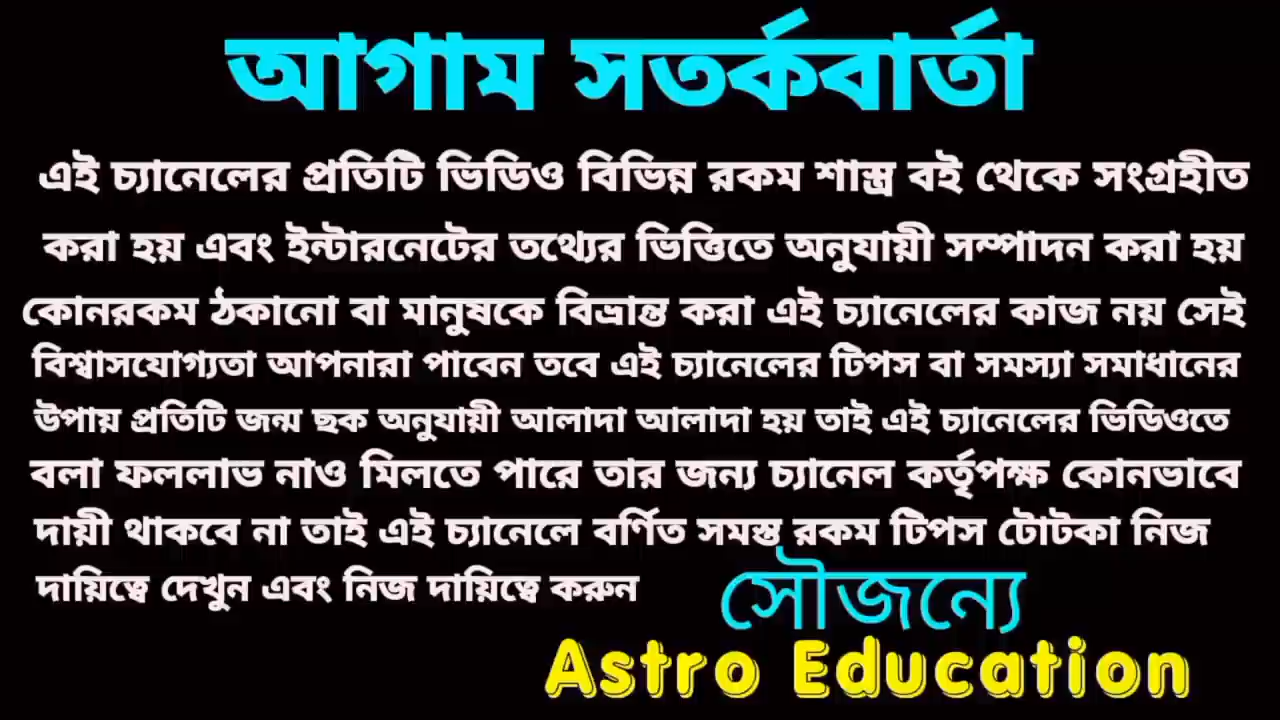 আগাম সতর্কবার্তা
এই চ্যানেলের প্রতিটি ভিডিও বিভিন্ন রকম শাস্ত্র বই থেকে সংগ্রহীত
করা হয় এবং ইন্টারনেটের তথ্যের ভিত্তিতে অনুযায়ী সম্পাদন করা হয়
কোনরকম ঠকানো বা মানুষকে বিভ্রান্ত করা এই চ্যানেলের কাজ নয় সেই
বিশ্বাসযোগ্যতা আপনারা পাবেন তবে এই চ্যানেলের টিপস বা সমস্যা সমাধানের
উপায় প্রতিটি জন্ম ছক অনুযায়ী আলাদা আলাদা হয় তাই এই চ্যানেলের ভিডিওতে
বলা ফললাভ নাও মিলতে পারে তার জন্য চ্যানেল কর্তৃপক্ষ কোনভাবে
দায়ী থাকবে না তাই এই চ্যানেলে বর্ণিত সমস্ত রকম টিপস টোটকা নিজ
দায়িত্বে দেখুন এবং নিজ দায়িত্বে করুন
সৌজন্যে
Astro Education